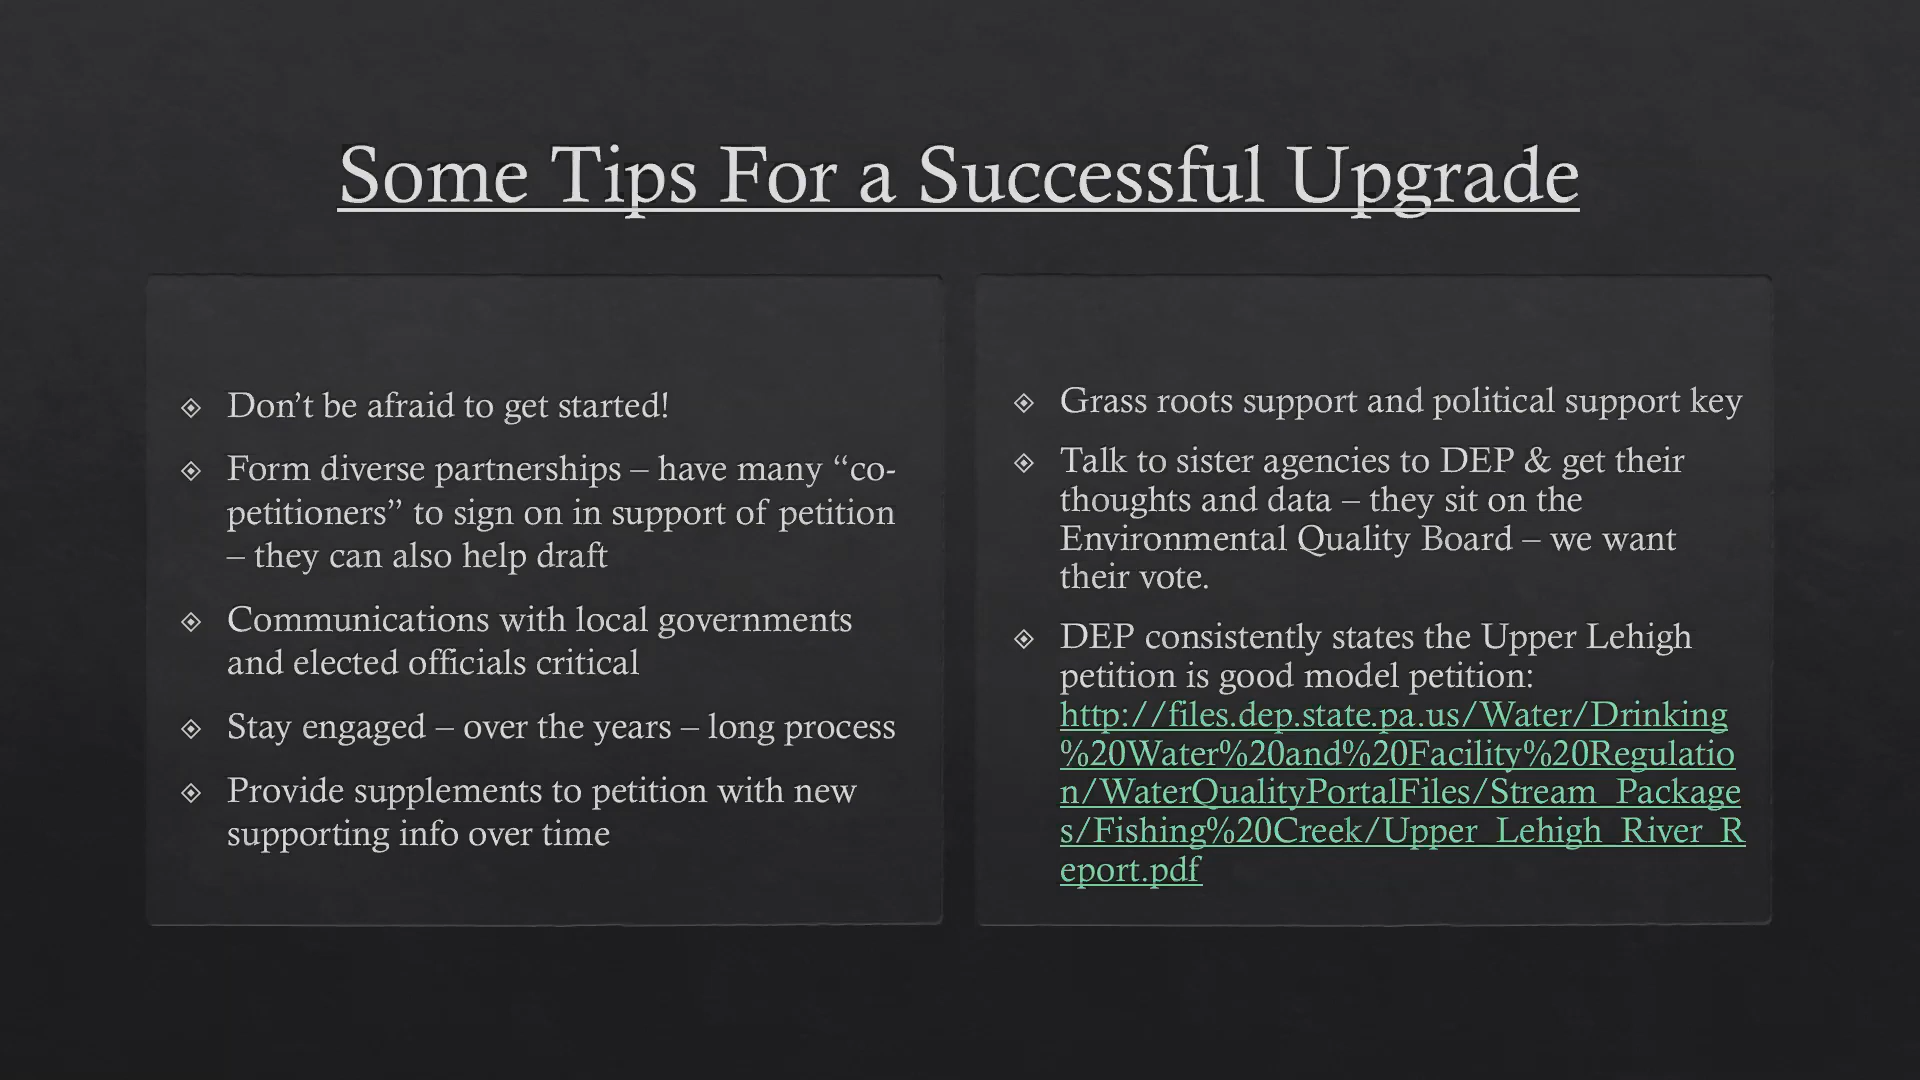 Some Tips For a Successful Upgrade
Don’t be afraid to get started!
Form diverse partnerships – have many “co-
petitioners” to sign on in support of petition
– they can also help draft
Communications with local governments
and elected officials critical
Stay engaged – over the years – long process
Provide supplements to petition with new
supporting info over time
Grass roots support and political support key
Talk to sister agencies to DEP & get their
thoughts and data – they sit on the
Environmental Quality Board – we want
their vote.
DEP consistently states the Upper Lehigh
petition is good model petition:
http://files.dep.state.pa.us/Water/Drinking
%20Water%20and%20Facility%20Regulatio
n/WaterQualityPortalFiles/Stream_Package
s/Fishing%20Creek/Upper_Lehigh_River_R
eport.pdf